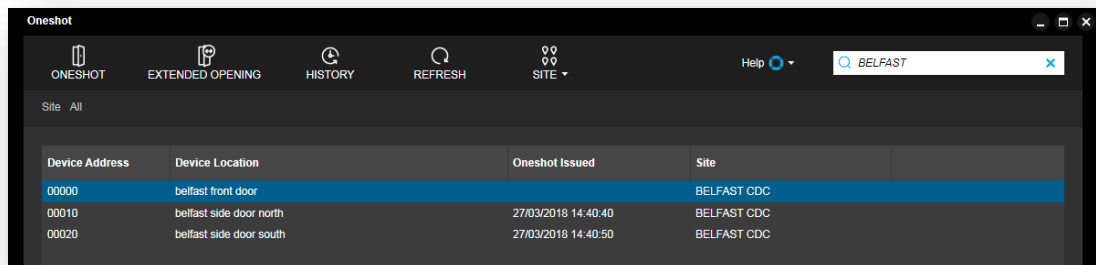 Oneshot
ONESHOT EXTENDED OPENING HISTORY REFRESH SITE Help BELFAST
Site All
Device Address Device Location Oneshot Issued Site
00000 belfast front door BELFAST CDC
00010 belfast side door north 27/03/2018 14:40:40 BELFAST CDC
00020 belfast side door south 27/03/2018 14:40:50 BELFAST CDC